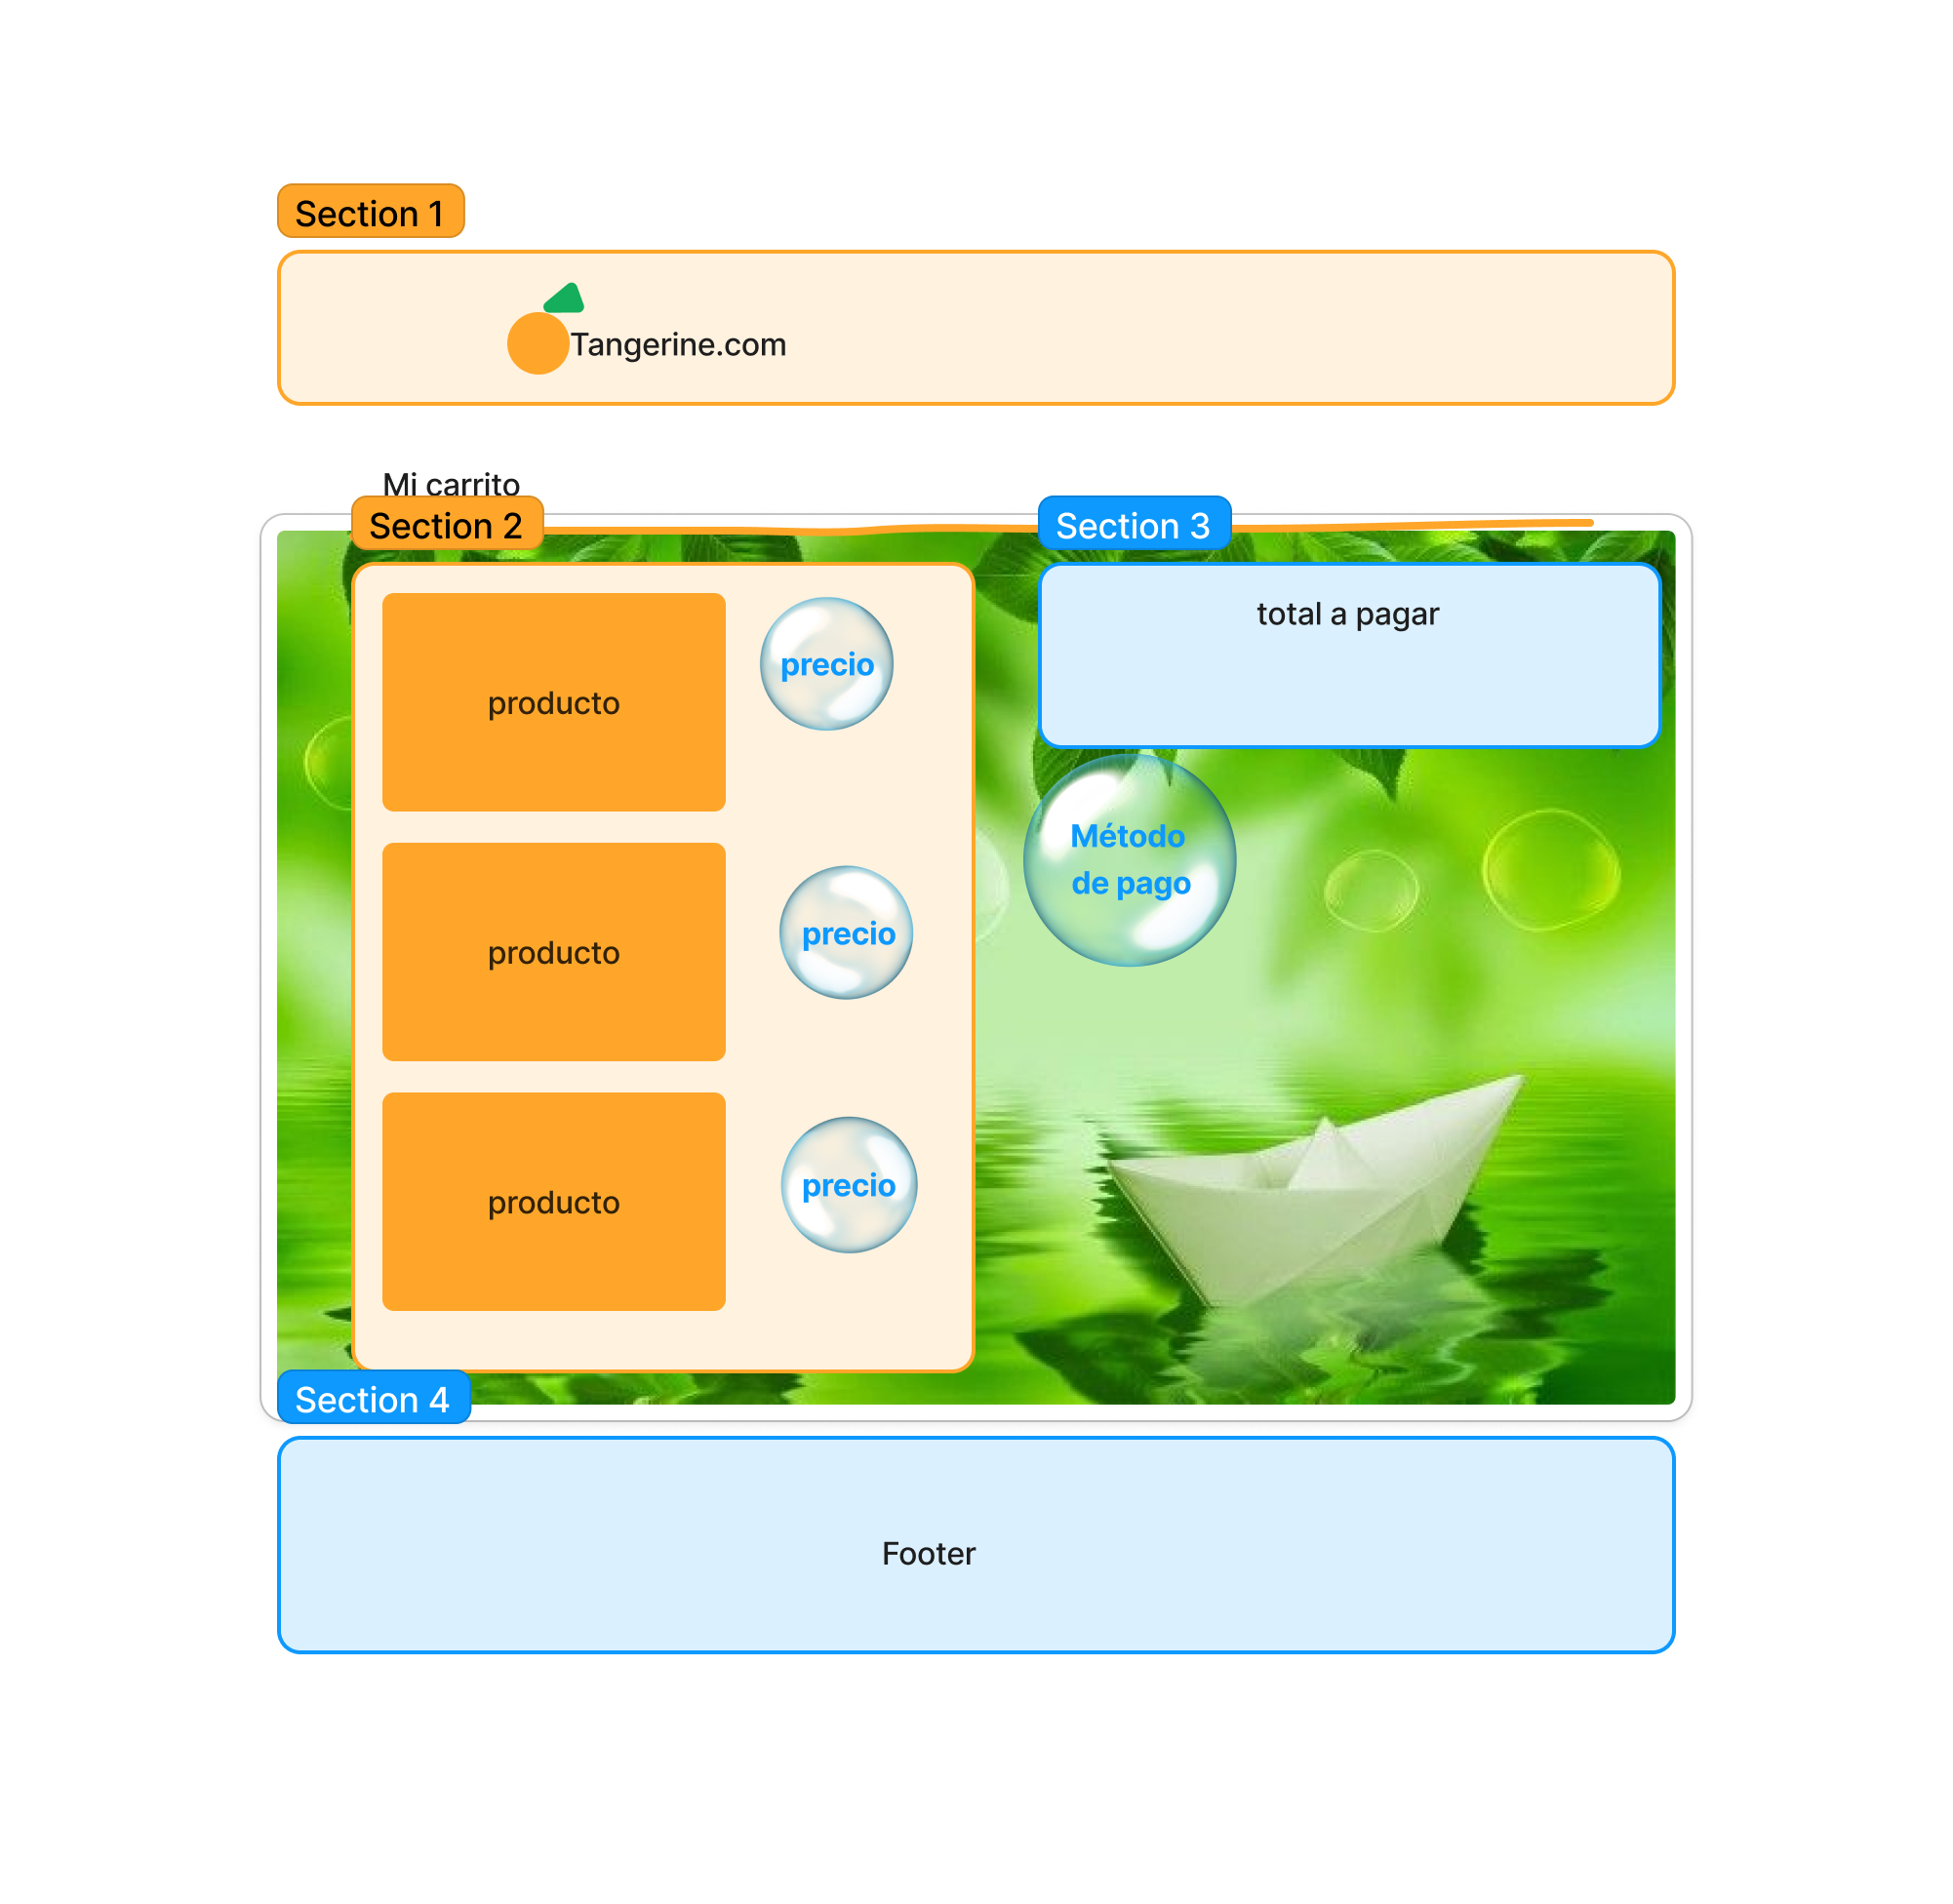 Section 1
Tangerine.com
Mi carrito
Section 2
Section 3
producto
precio
total a pagar
Método
de pago
producto
precio
producto
precio
Section 4
Footer